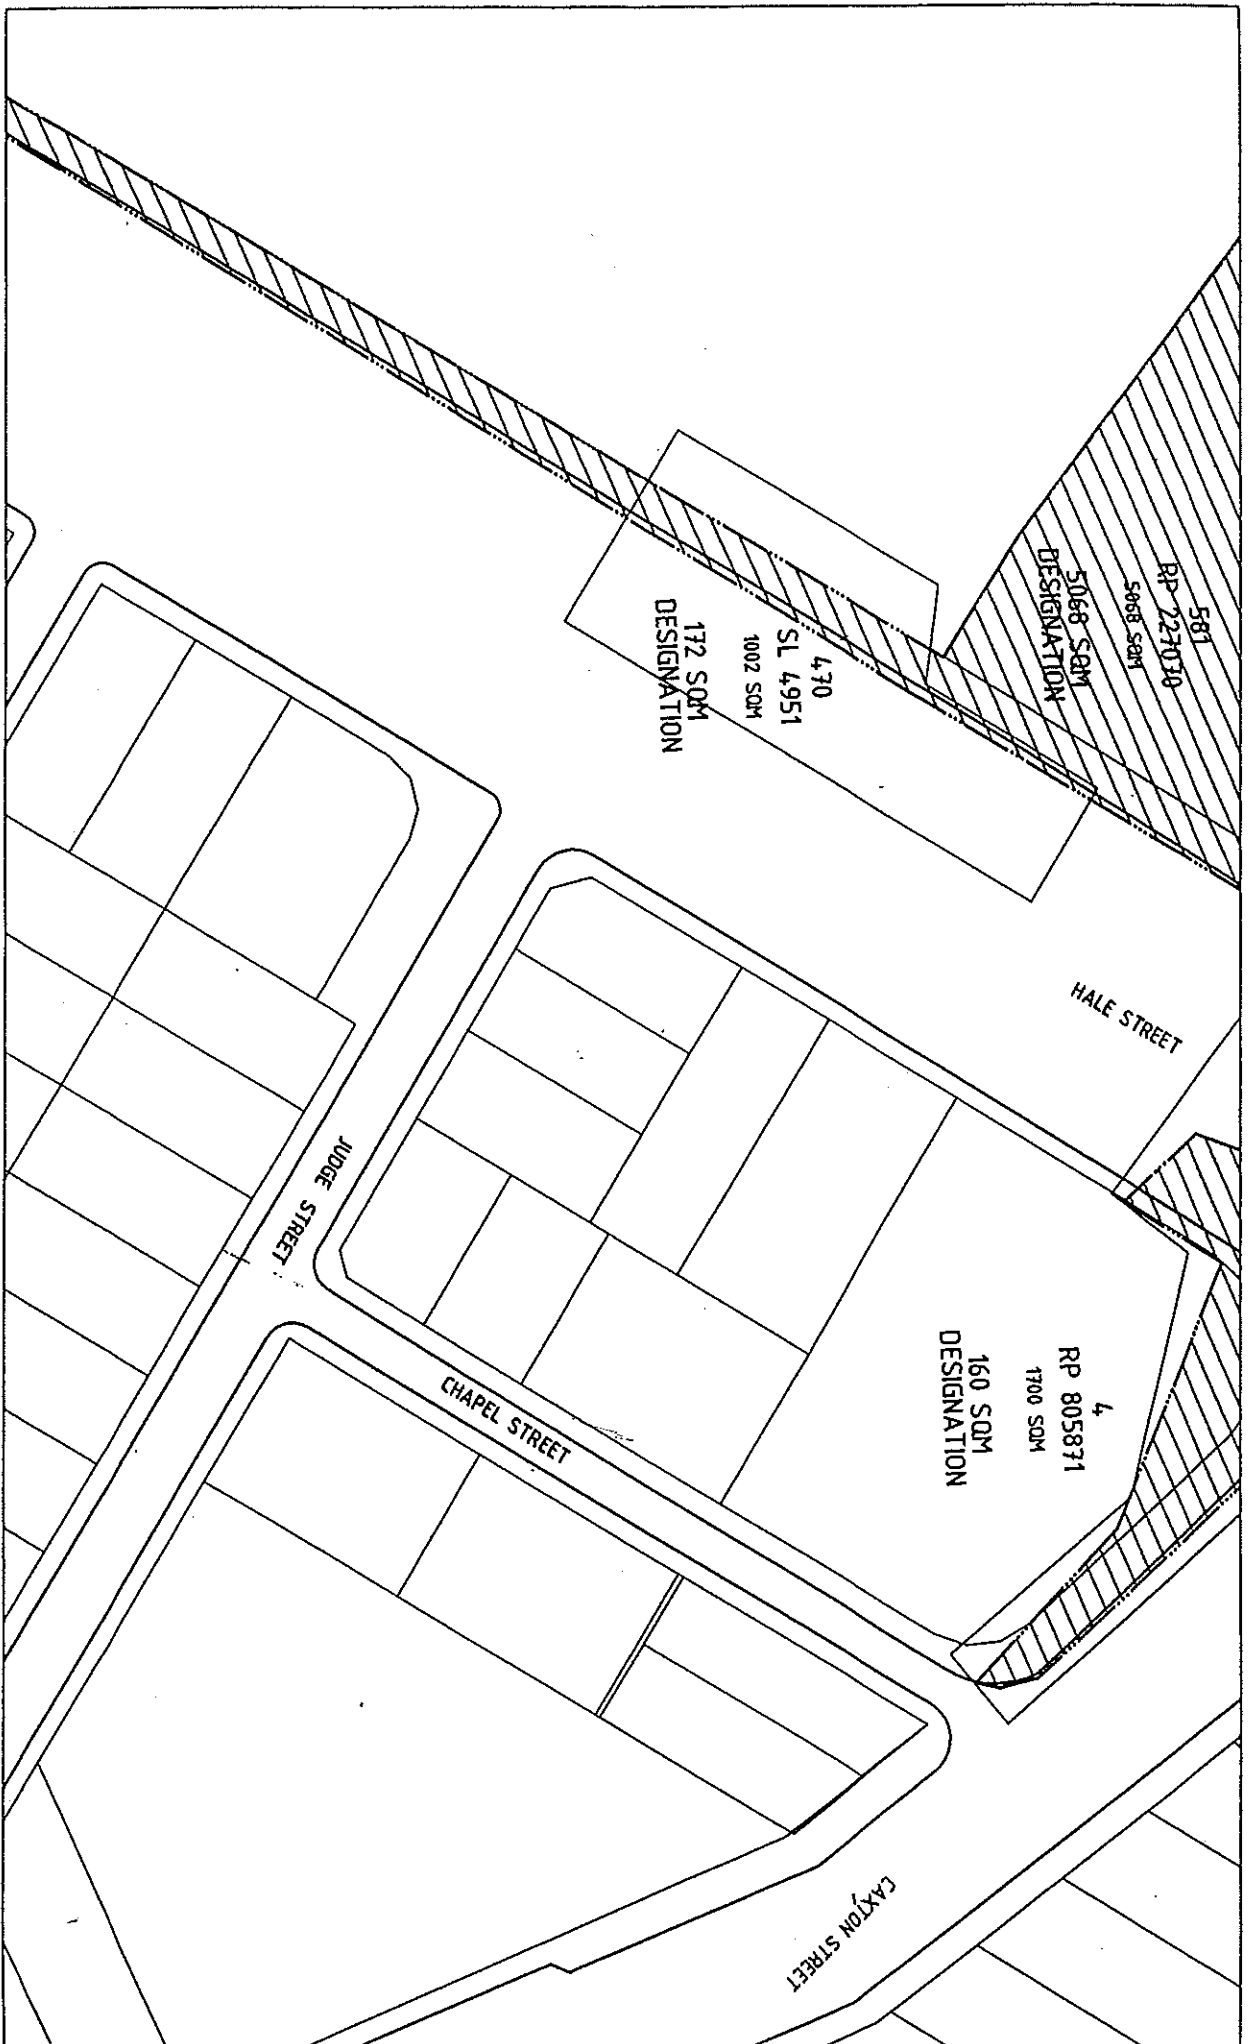 581
RP 227070
5068 SQM
5068 SQM
DESIGNATION
470
SL 4951
1002 SQM
172 SQM
DESIGNATION
HALE STREET
JUDGE STREET
4
RP 805871
1700 SQM
160 SQM
DESIGNATION
CHAPEL STREET
CAXTON STREET